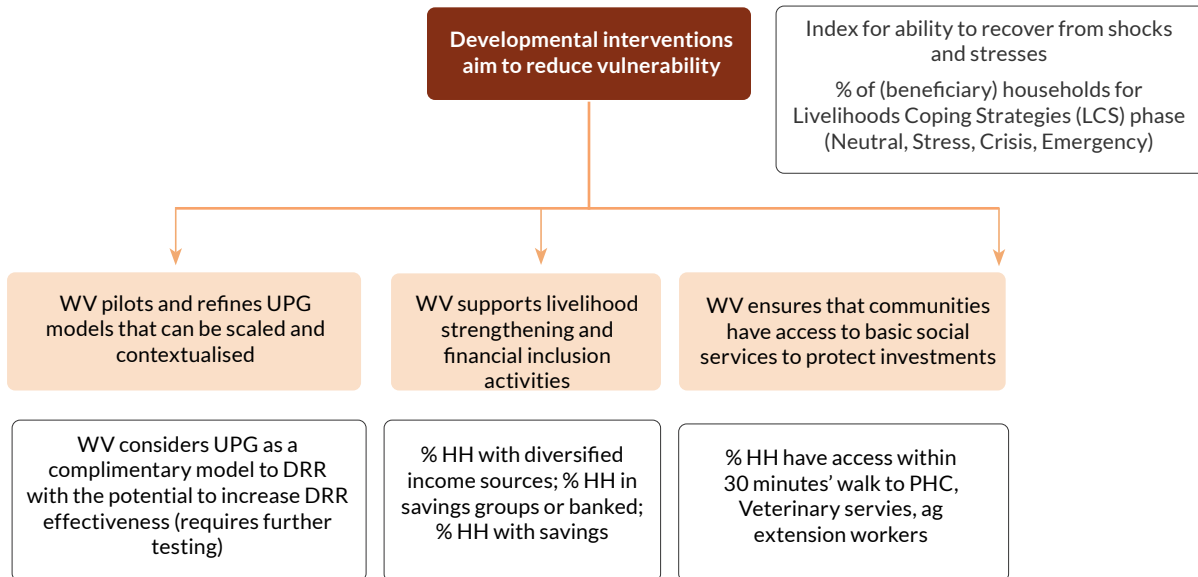 Developmental interventions
aim to reduce vulnerability
Index for ability to recover from shocks
and stresses
% of (beneficiary) households for
Livelihoods Coping Strategies (LCS) phase
(Neutral, Stress, Crisis, Emergency)
WV pilots and refines UPG
models that can be scaled and
contextualised
WV supports livelihood
strengthening and
financial inclusion
activities
WV ensures that communities
have access to basic social
services to protect investments
WV considers UPG as a
complimentary model to DRR
with the potential to increase DRR
effectiveness (requires further
testing)
% HH with diversified
income sources; % HH in
savings groups or banked;
% HH with savings
% HH have access within
30 minutes’ walk to PHC,
Veterinary servies, ag
extension workers